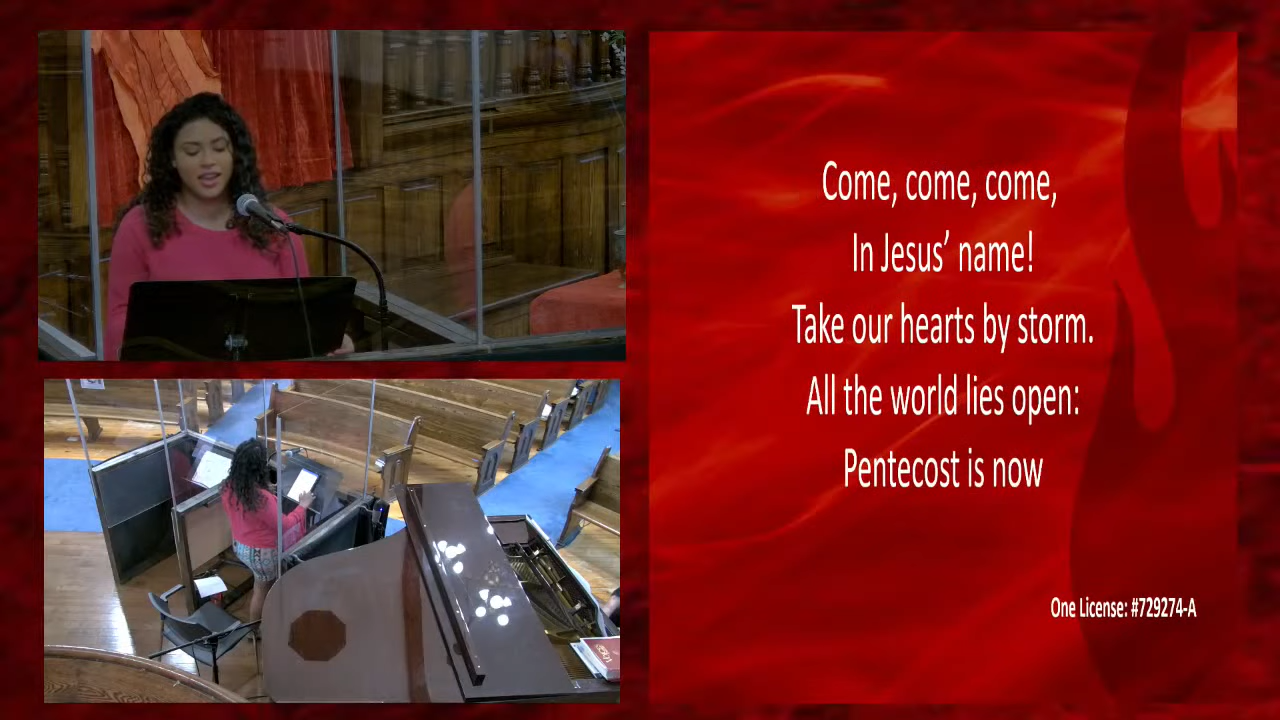 Come, come, come,
In Jesus’ name!
Take our hearts by storm.
All the world lies open:
Pentecost is now
One License: #729274-A